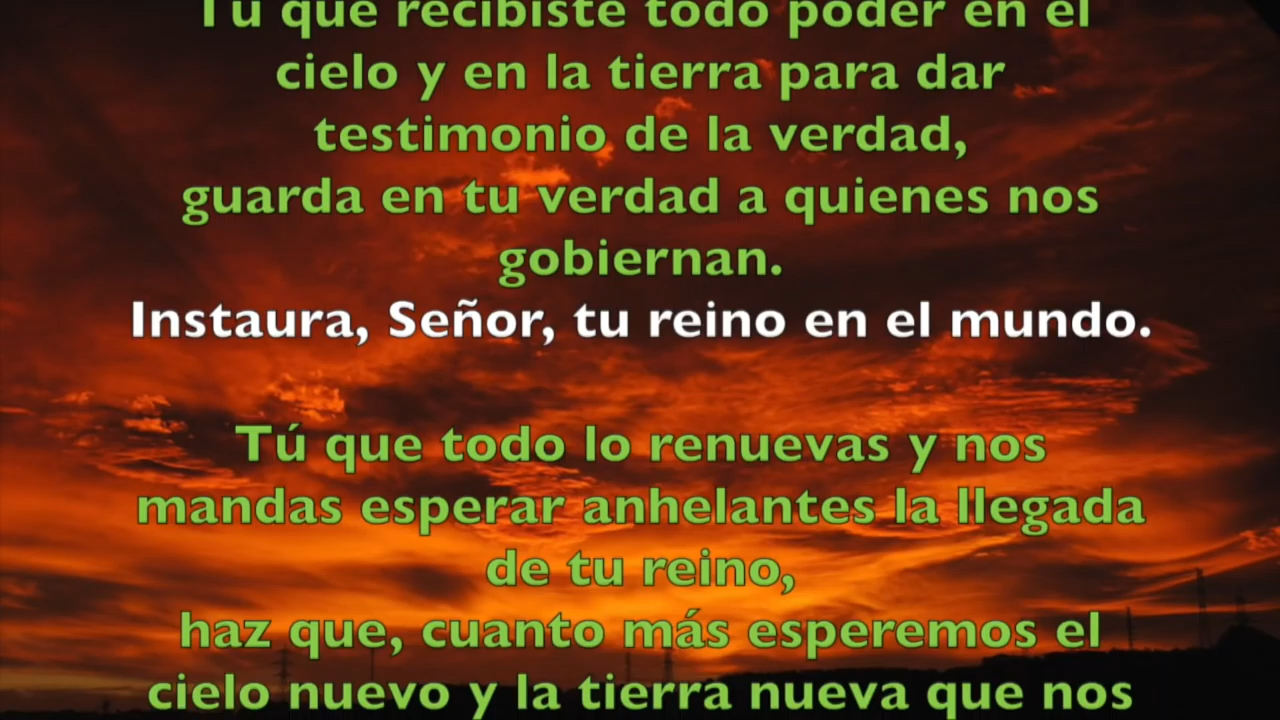 Tú que recibiste todo poder en el
cielo y en la tierra para dar
testimonio de la verdad,
guarda en tu verdad a quienes nos
gobiernan.
Instaura, Señor, tu reino en el mundo.
Tú que todo lo renuevas y nos
mandas esperar anhelantes la llegada
de tu reino,
haz que, cuanto más esperemos el
cielo nuevo y la tierra nueva que nos